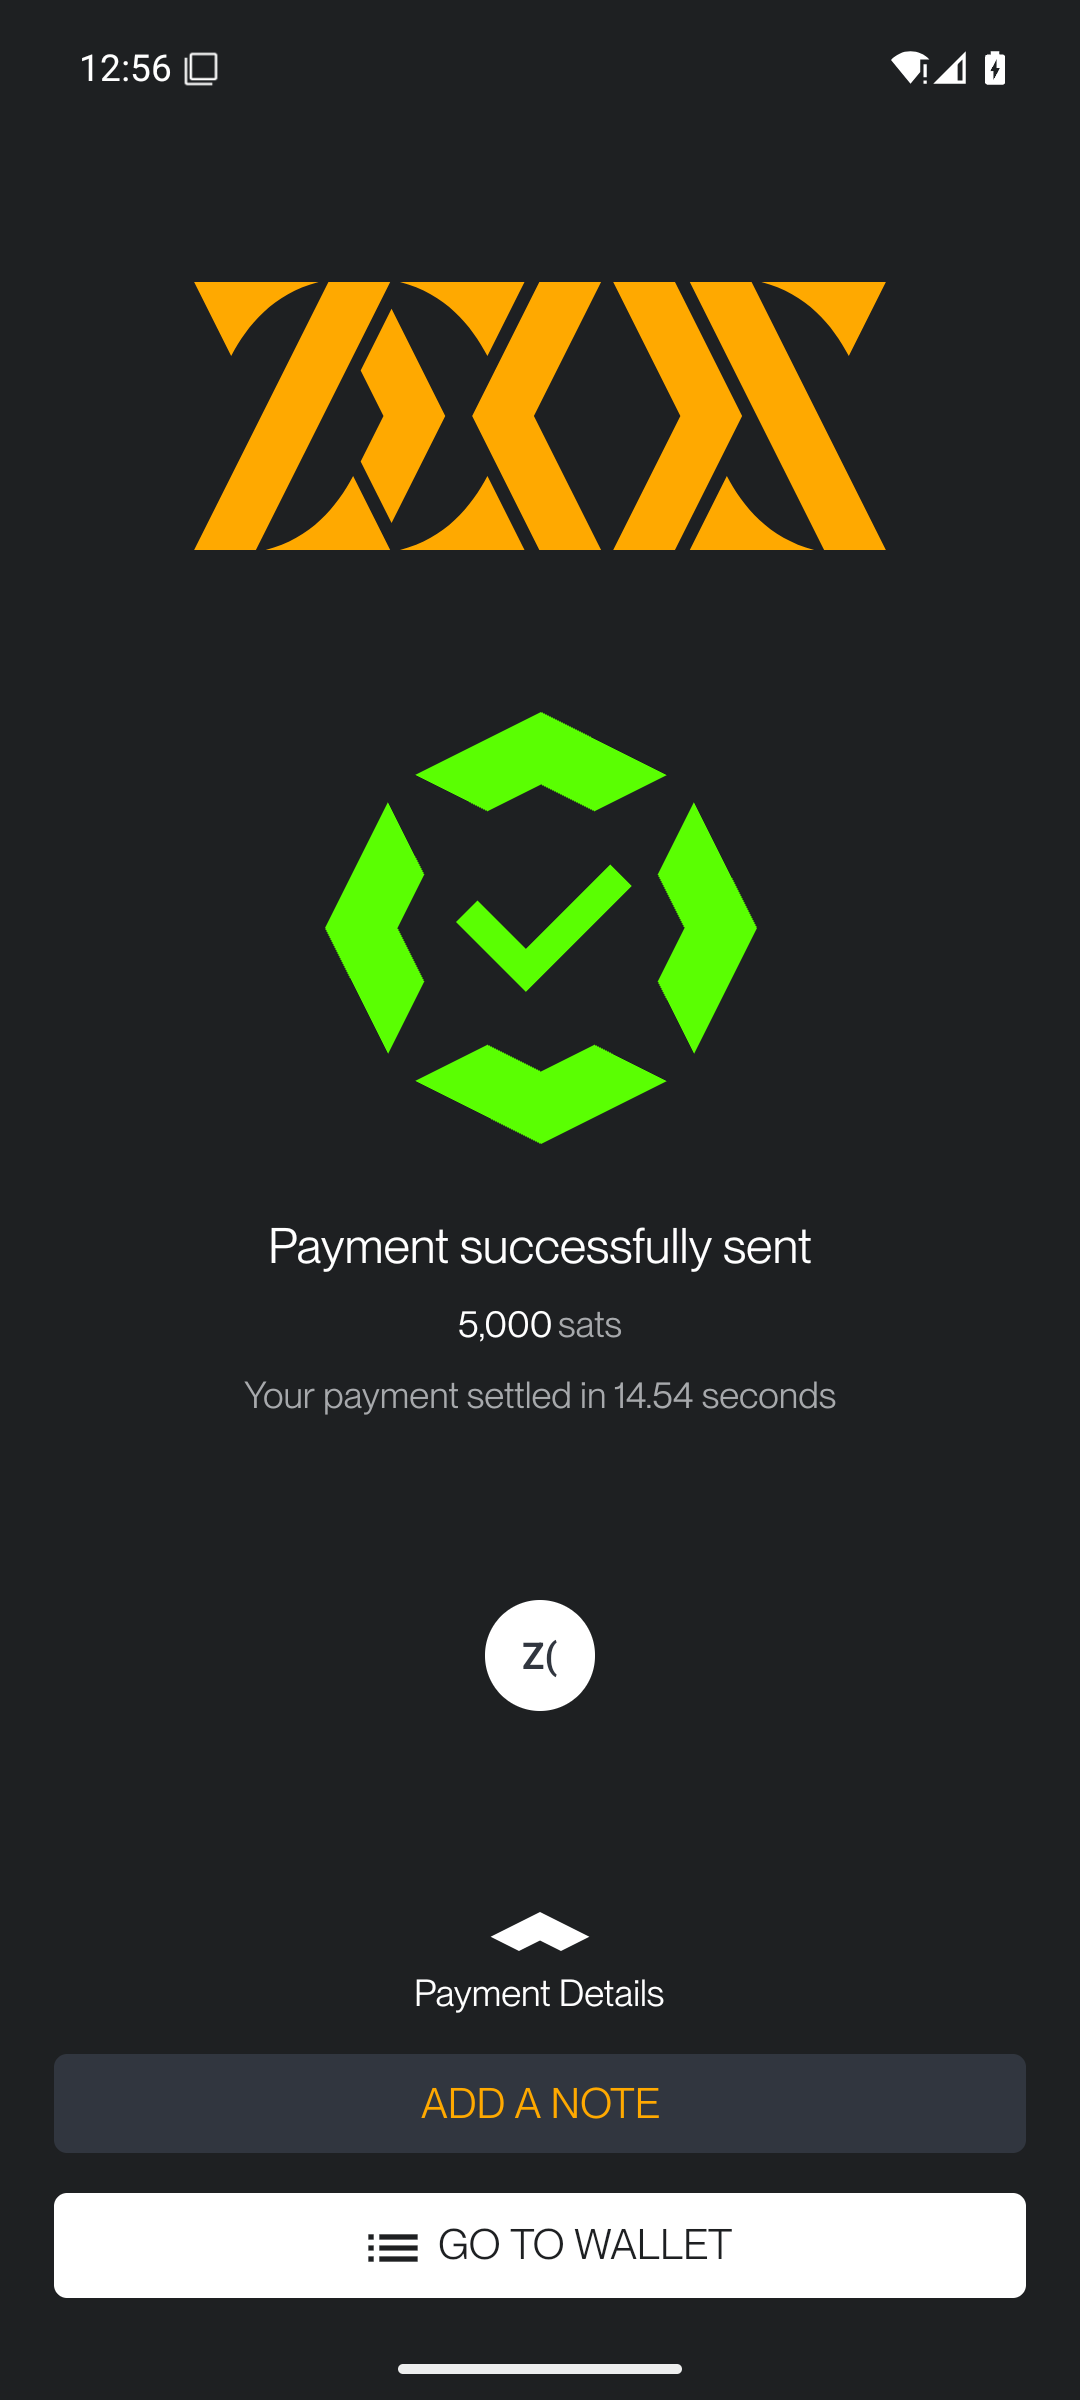 12:56
ZEUS
Payment successfully sent
5,000 sats
Your payment settled in 14.54 seconds
Z(
Payment Details
ADD A NOTE
GO TO WALLET